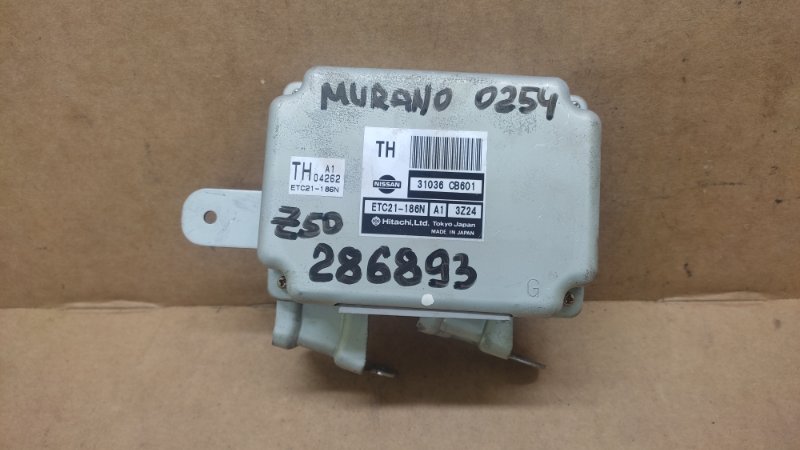 MURANO 0254
TH
NISSAN 31036 CB601
ETC21-186N A1 3Z24
Hitachi, Ltd. Tokyo Japan
MADE IN JAPAN
TH A1
04262
ETC21-186N
Z50
286893
G